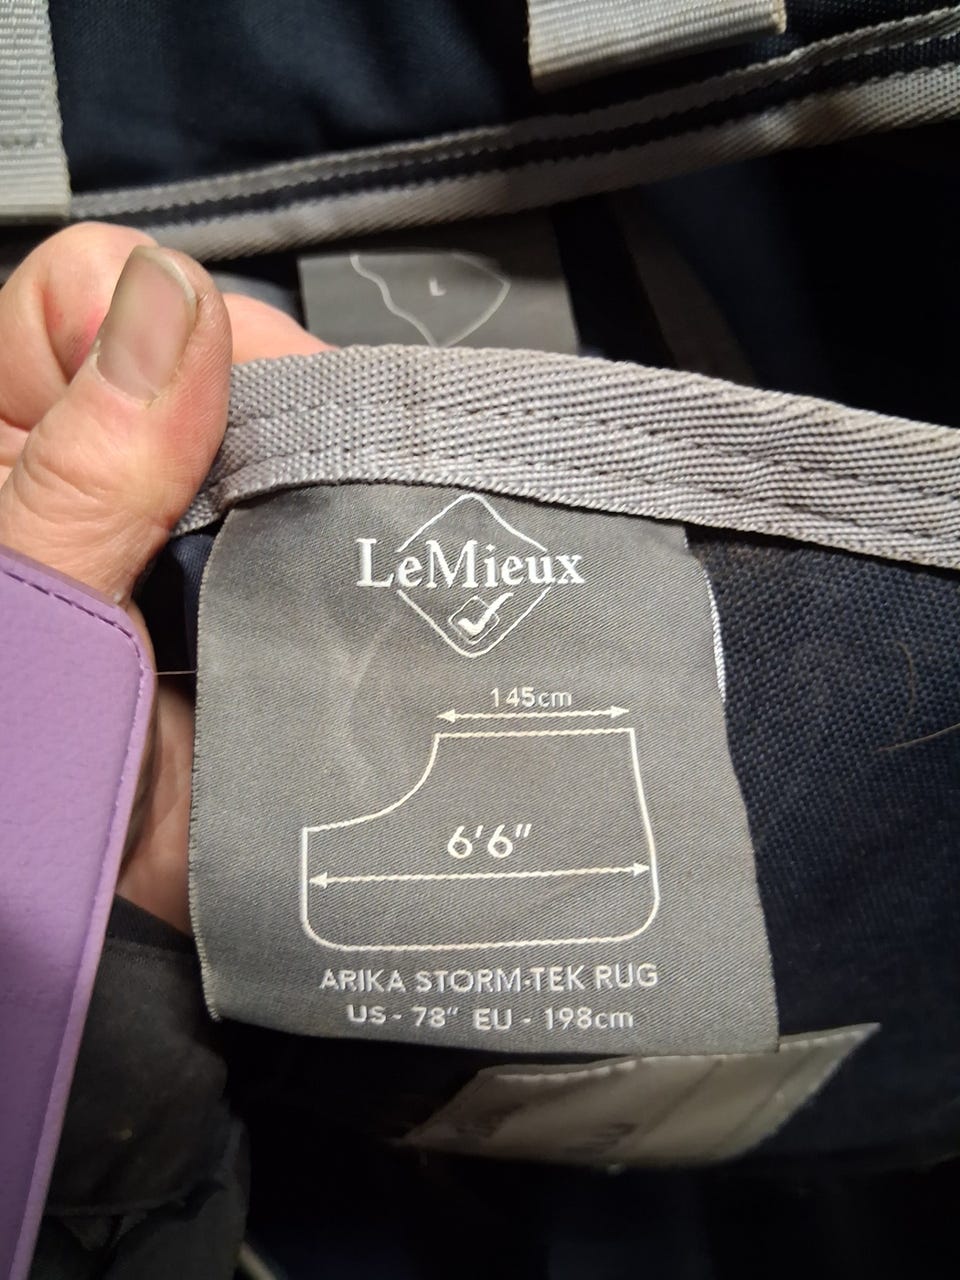 L
LeMieux
145cm
6'6"
ARIKA STORM-TEK RUG
US - 78" EU - 198cm